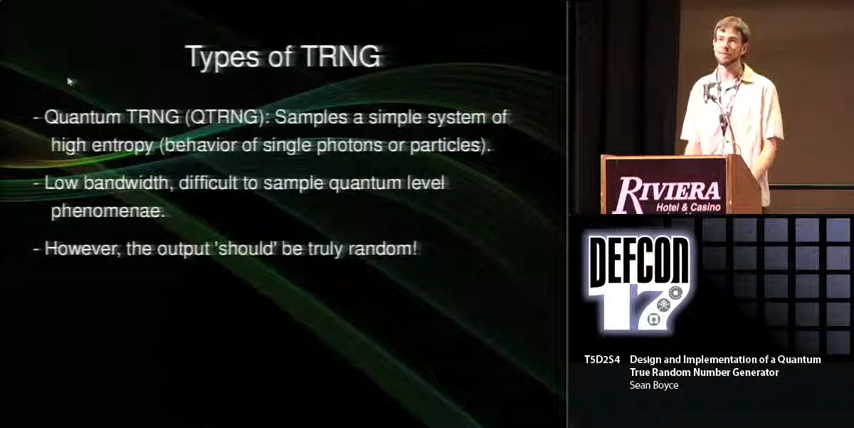 Types of TRNG
- Quantum TRNG (QTRNG): Samples a simple system of
high entropy (behavior of single photons or particles).
- Low bandwidth, difficult to sample quantum level
phenomenae.
- However, the output 'should' be truly random!
RIVIERA
Hotel & Casino
DEFCON
17
T5D2S4 Design and Implementation of a Quantum
True Random Number Generator
Sean Boyce